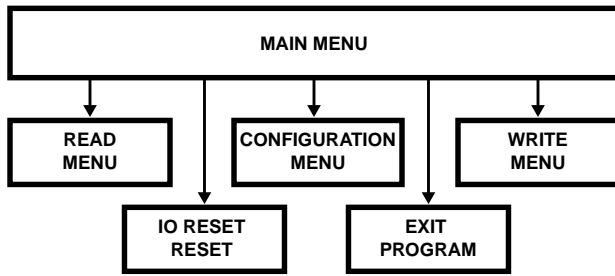 MAIN MENU
READ
MENU
CONFIGURATION
MENU
WRITE
MENU
IO RESET
RESET
EXIT
PROGRAM